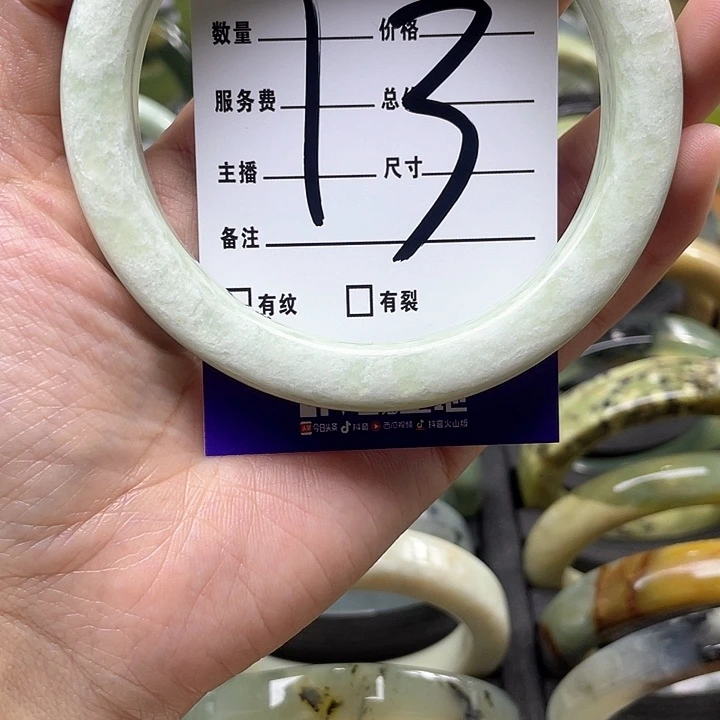 13
数量 价格
服务费 总价
主播 尺寸
备注
□有纹 □有裂
今日头条 抖音 西瓜视频 抖音火山版